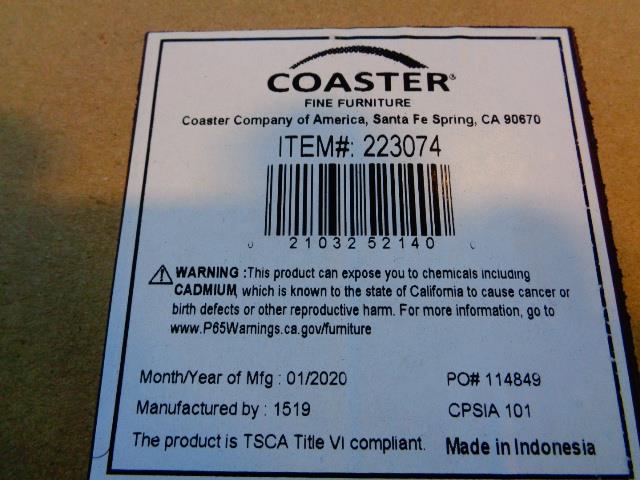 COASTER®
FINE FURNITURE
Coaster Company of America, Santa Fe Spring, CA 90670
ITEM#: 223074
0 21032 52140 0
WARNING :This product can expose you to chemicals including
CADMIUM, which is known to the state of California to cause cancer or
birth defects or other reproductive harm. For more information, go to
www.P65Warnings.ca.gov/furniture
Month/Year of Mfg : 01/2020 PO# 114849
Manufactured by : 1519 CPSIA 101
The product is TSCA Title VI compliant. Made in Indonesia